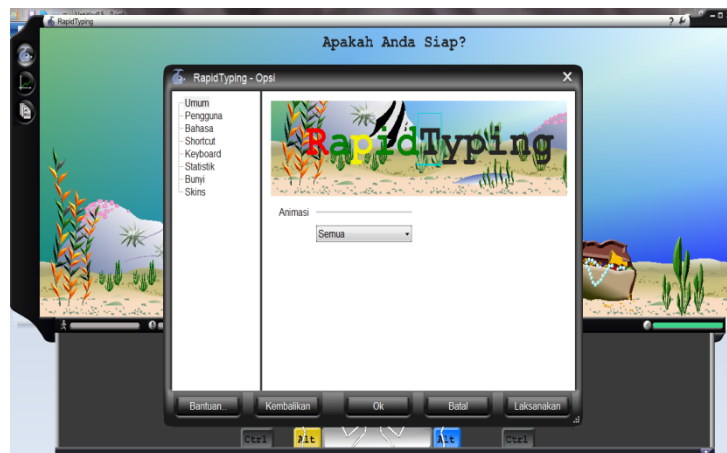 RapidTyping
Apakah Anda Siap?
RapidTyping - Opsi
Umum
Pengguna
Bahasa
Shortcut
Keyboard
Statistik
Bunyi
Skins
RapidTyping
Animasi
Semua
Bantuan..
Kembalikan
Ok
Batal
Laksanakan
Ctrl
Alt
Alt
Ctrl